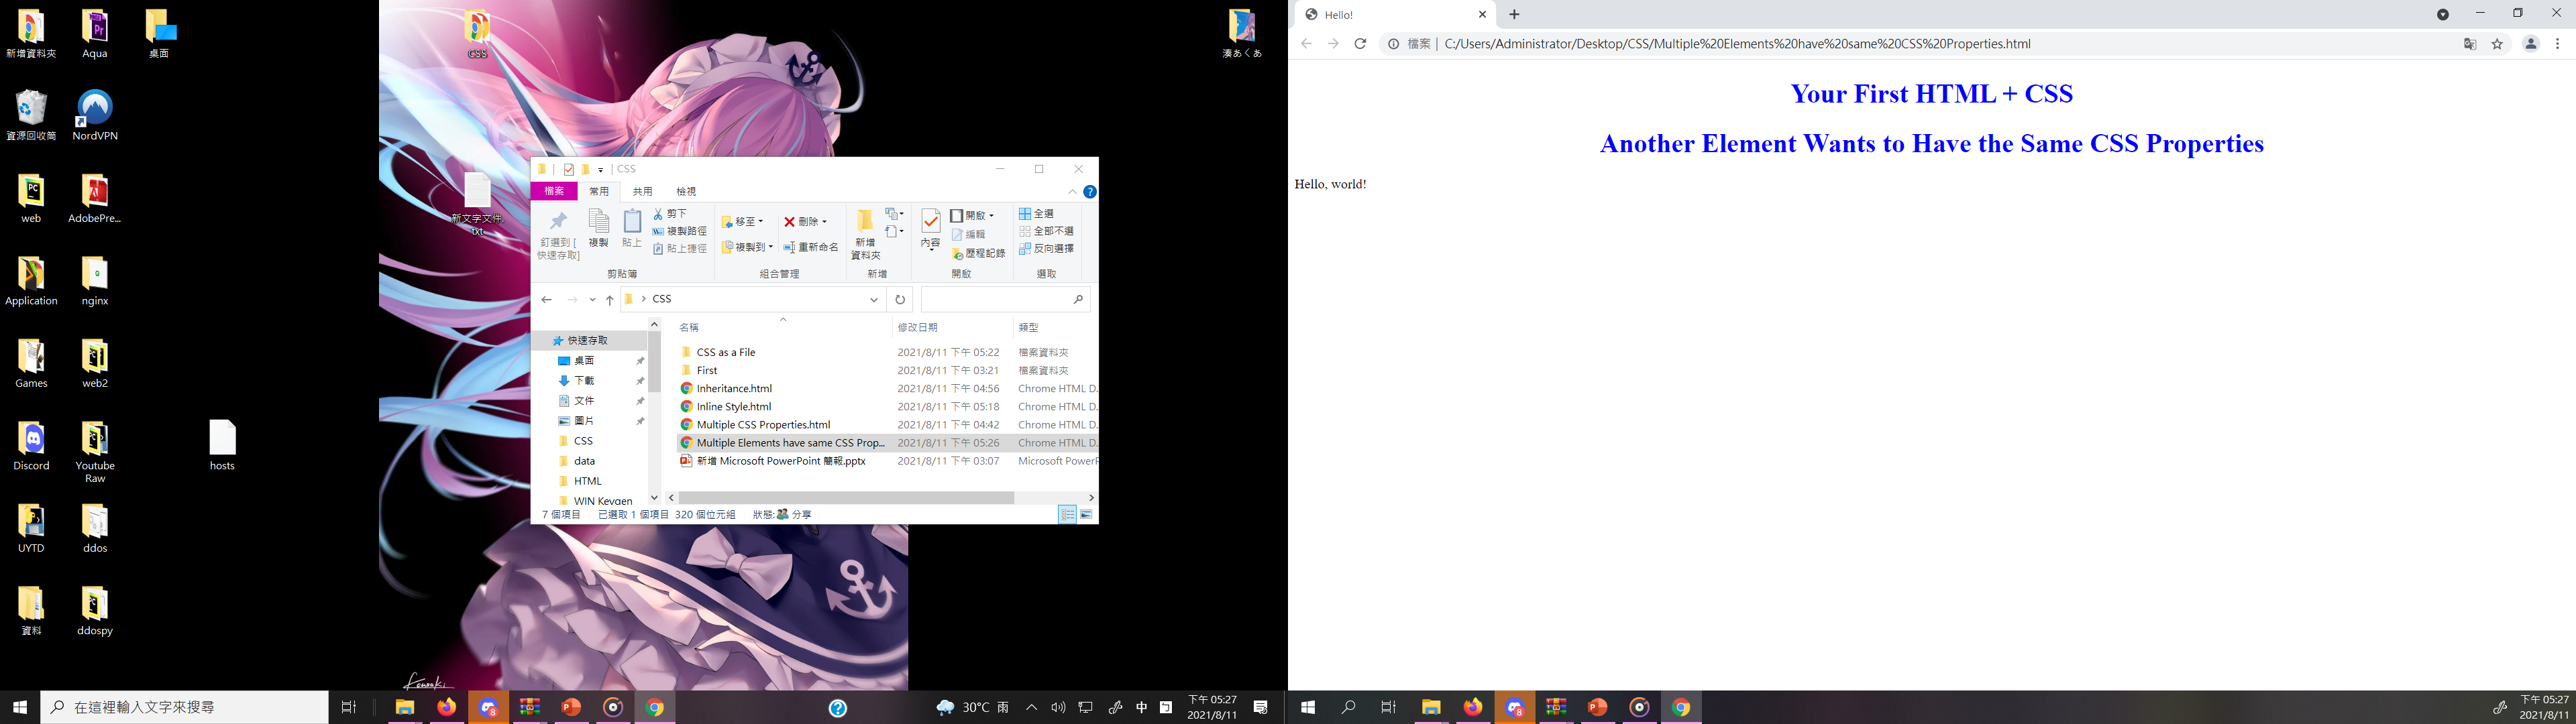 新增資料夾
Aqua
桌面
資源回收筒
NordVPN
web
AdobePre...
Application
nginx
Games
web2
Discord
Youtube
Raw
hosts
UYTD
ddos
資料
ddospy
CSS
新文字文件.
txt
湊あくあ
CSS
檔案
常用
共用
檢視
釘選到 [
快速存取]
複製
貼上
剪下
複製路徑
貼上捷徑
剪貼簿
移至
複製到
刪除
重新命名
組合管理
新增
資料夾
新增
內容
開啟
編輯
歷程記錄
開啟
全選
全部不選
反向選擇
選取
CSS
名稱 修改日期 類型
快速存取
桌面
下載
文件
圖片
CSS
data
HTML
WIN Keygen
CSS as a File 2021/8/11 下午 05:22 檔案資料夾
First 2021/8/11 下午 03:21 檔案資料夾
Inheritance.html 2021/8/11 下午 04:56 Chrome HTML D...
Inline Style.html 2021/8/11 下午 05:18 Chrome HTML D...
Multiple CSS Properties.html 2021/8/11 下午 04:42 Chrome HTML D...
Multiple Elements have same CSS Prop... 2021/8/11 下午 05:26 Chrome HTML D...
新增 Microsoft PowerPoint 簡報.pptx 2021/8/11 下午 03:07 Microsoft PowerP
7 個項目 已選取 1 個項目 320 個位元組 狀態: 分享
在這裡輸入文字來搜尋
8
30°C 雨
中
下午 05:27
2021/8/11
Hello!
檔案 | C:/Users/Administrator/Desktop/CSS/Multiple%20Elements%20have%20same%20CSS%20Properties.html
Your First HTML + CSS
Another Element Wants to Have the Same CSS Properties
Hello, world!
8
下午 05:27
2021/8/11